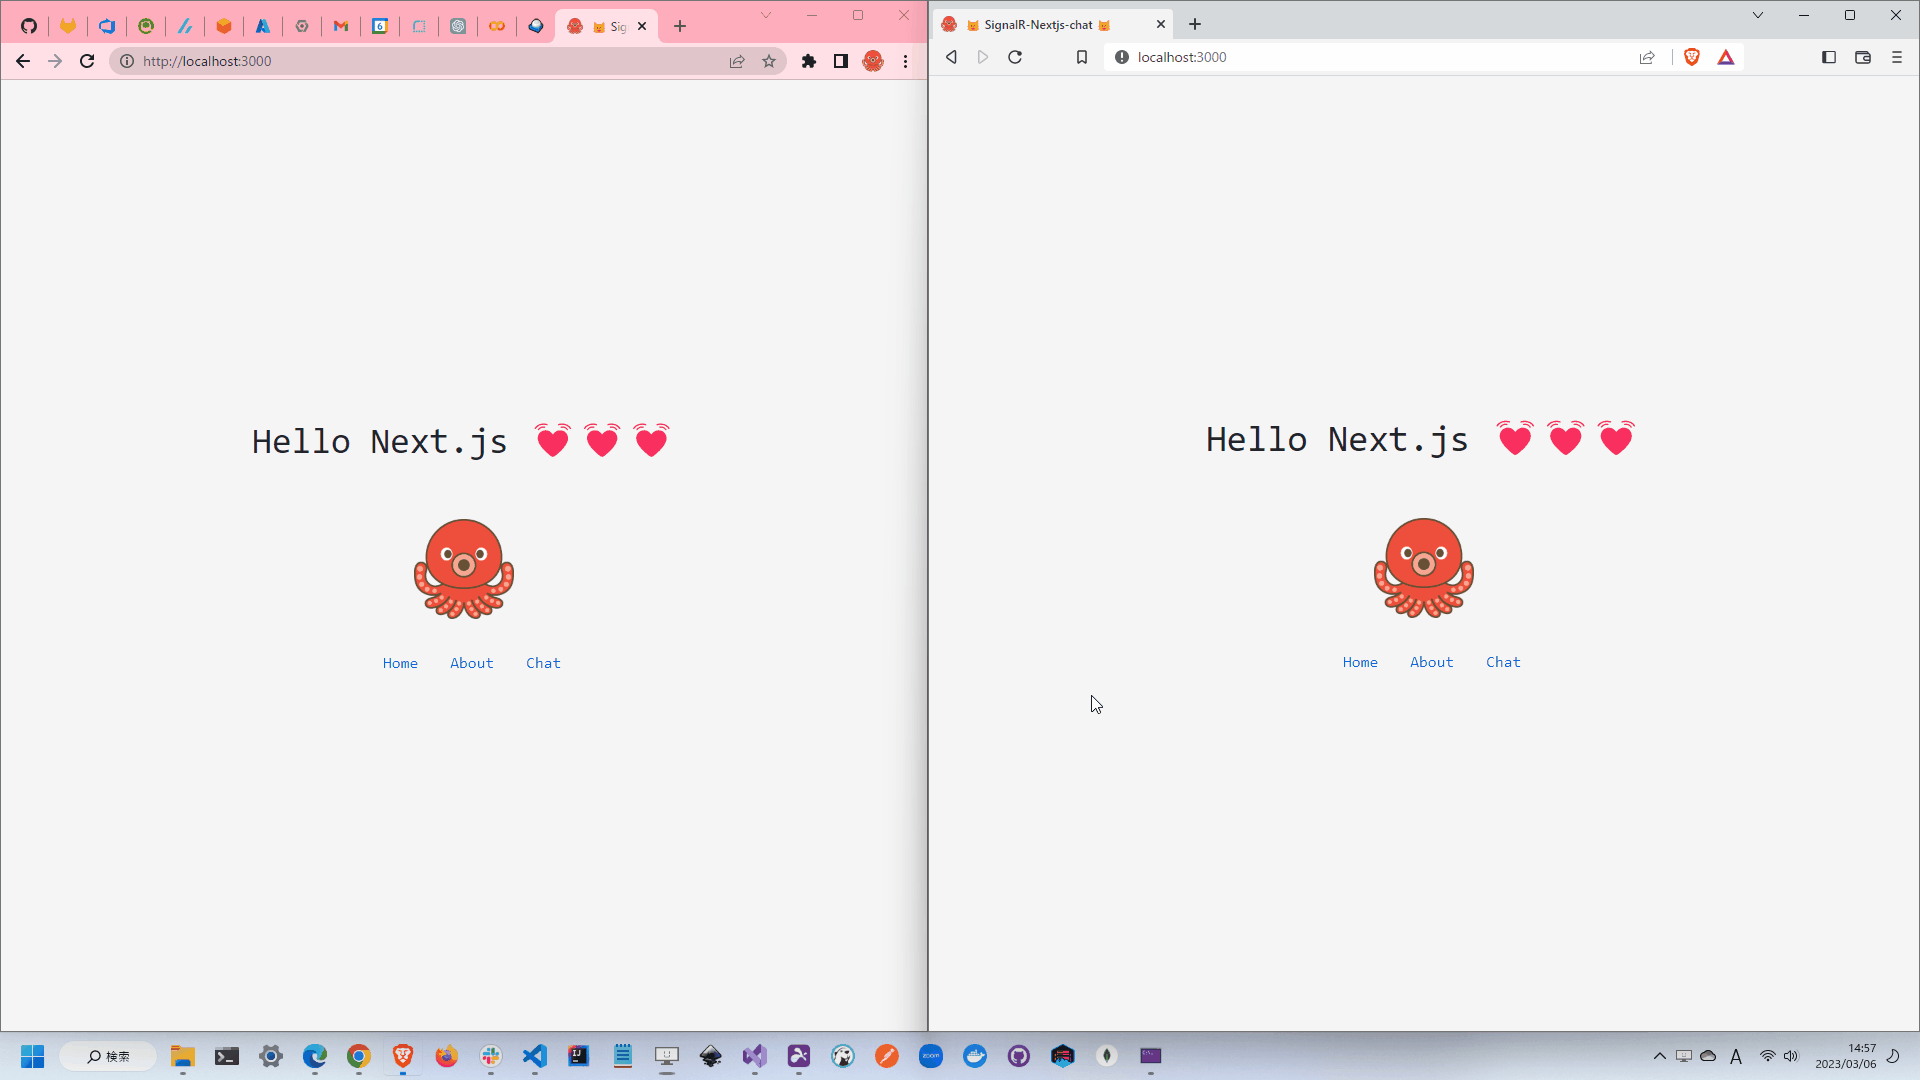 Sig
http://localhost:3000
Hello Next.js
Home About Chat
SignalR-Nextjs-chat
localhost:3000
Hello Next.js
Home About Chat
検索
zoom
A
14:57
2023/03/06